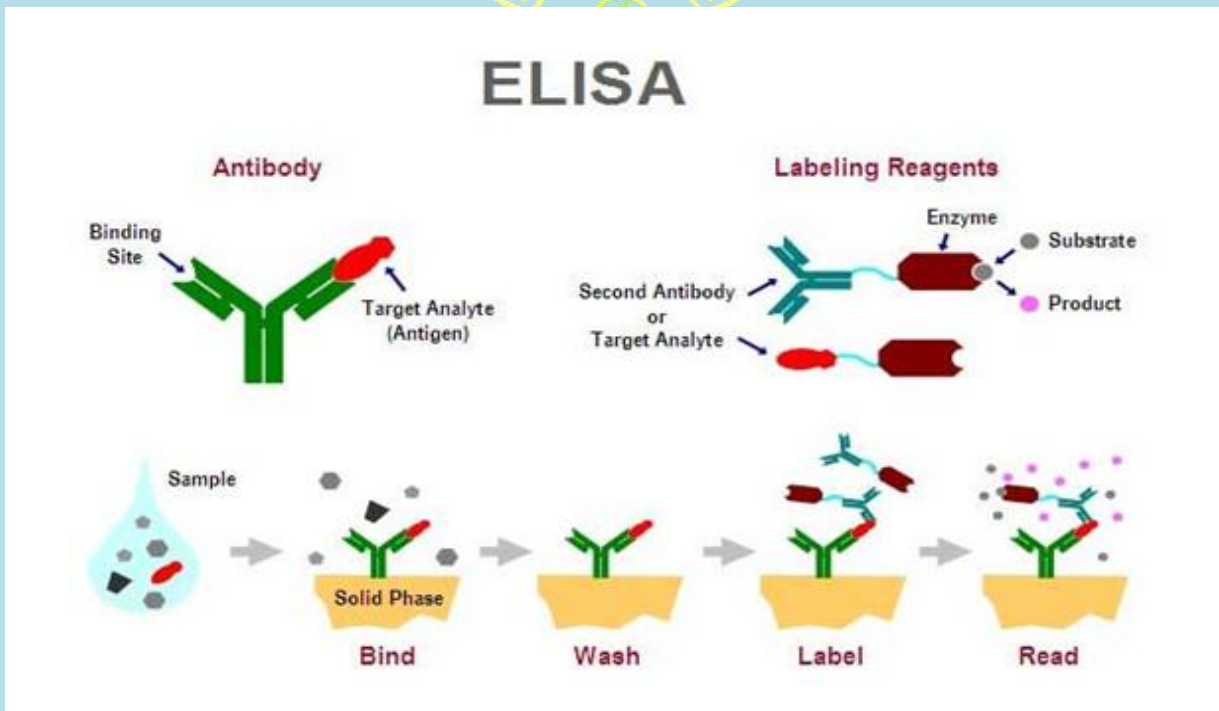 ELISA
Antibody
Binding
Site
Target Analyte
(Antigen)
Labeling Reagents
Enzyme
Substrate
Product
Second Antibody
or
Target Analyte
Sample
Solid Phase
Bind
Wash
Label
Read